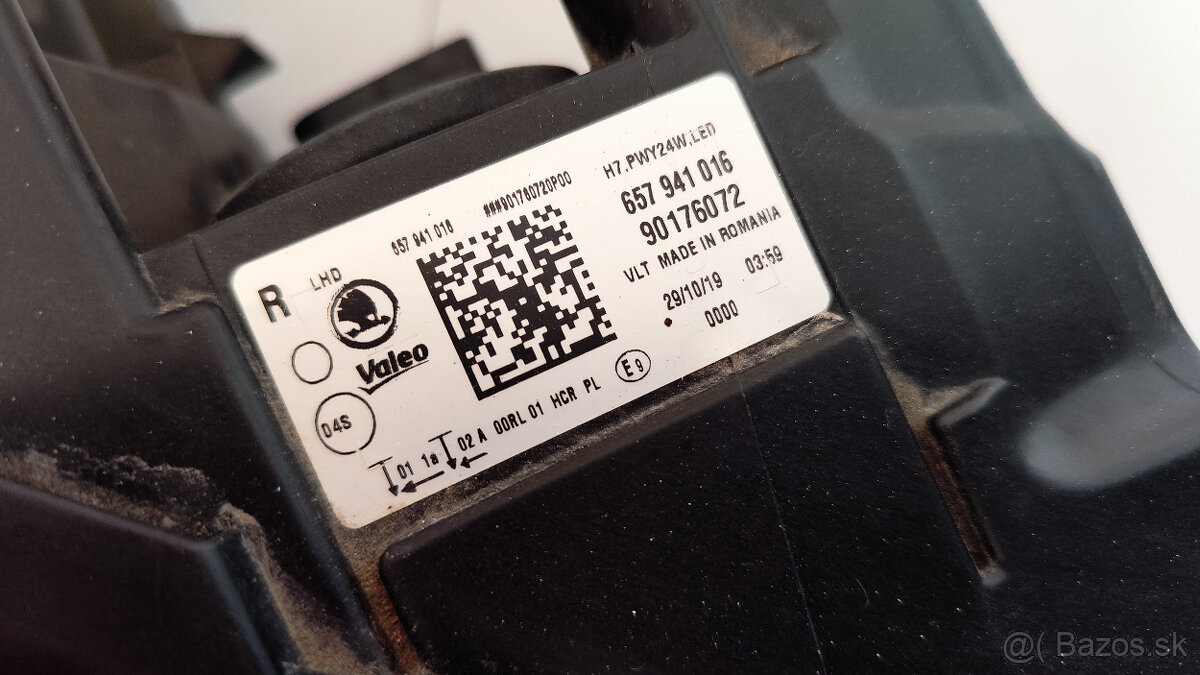 R LHD
657 941 016
###90176072OP00
H7,PWY24W,LED
657 941 016
90176072
VLT MADE IN ROMANIA
29/10/19 03:59
0000
Valeo
04S
01 1a 02 A 00RL 01 HCR PL E9
@( Bazos.sk